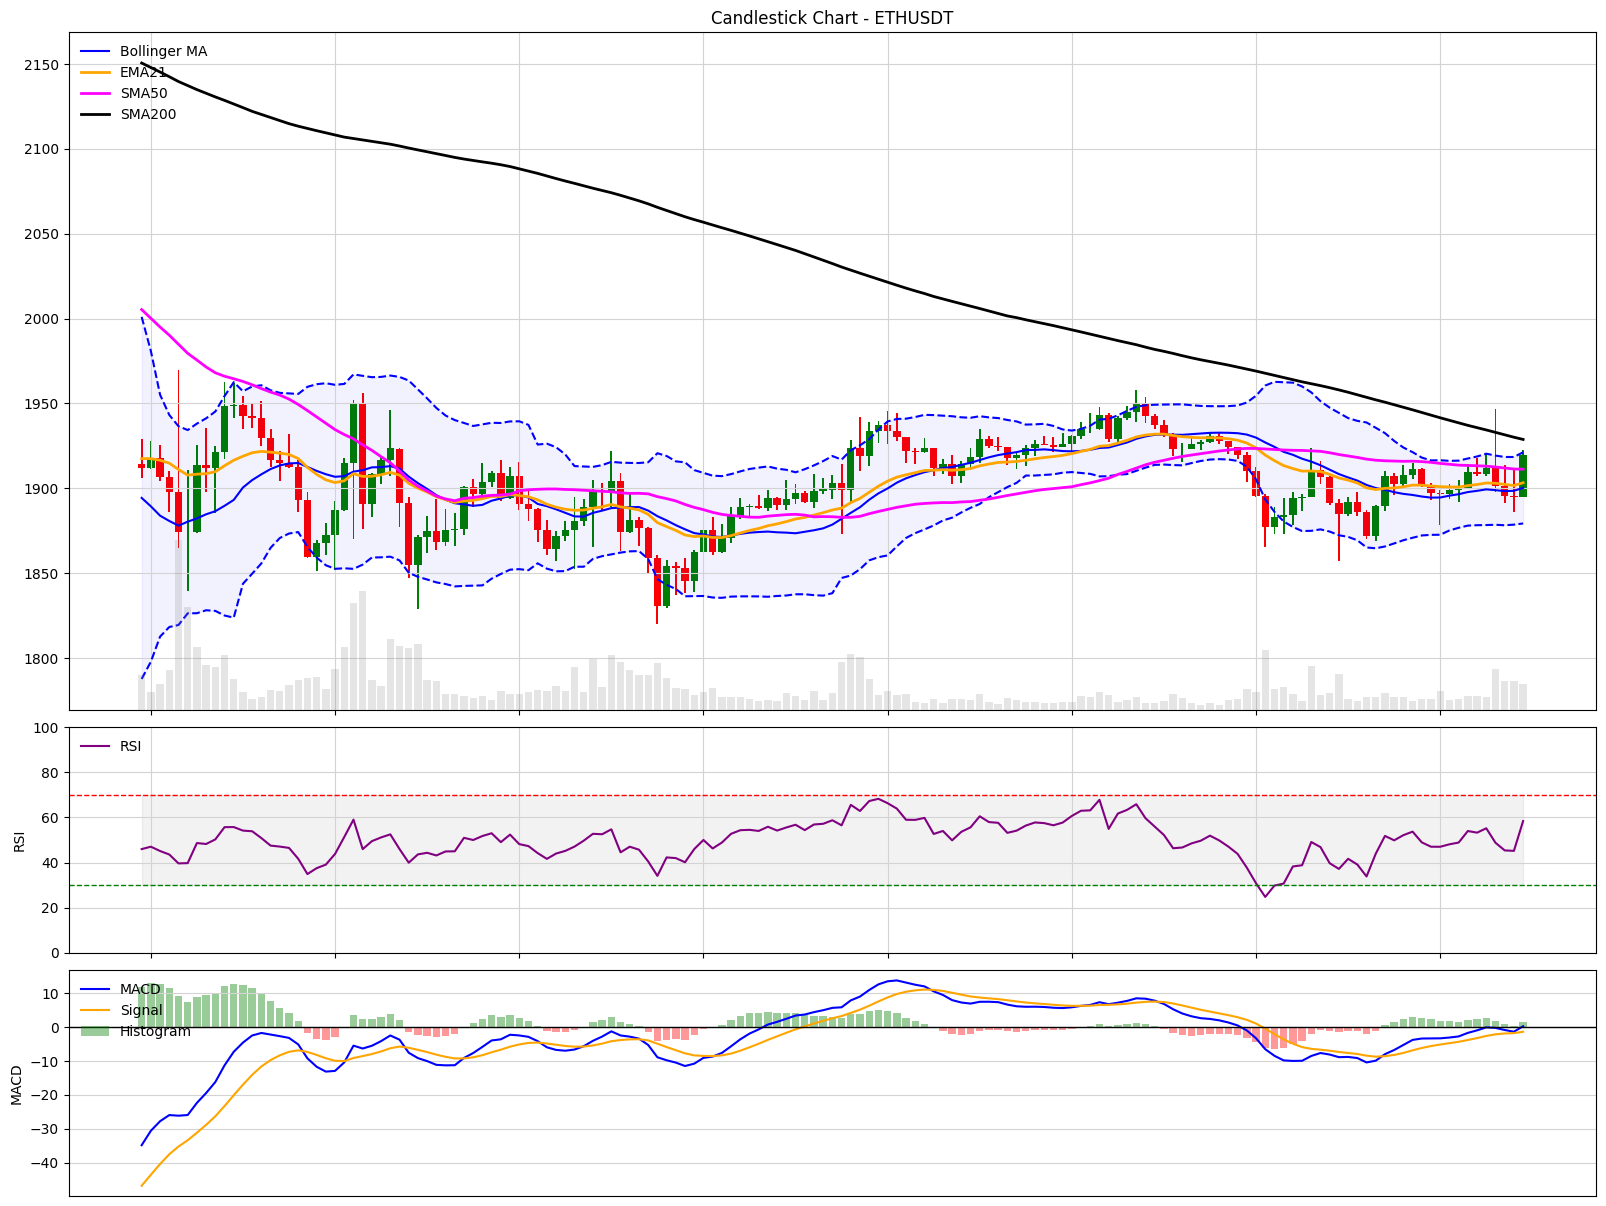 Candlestick Chart - ETHUSDT
Bollinger MA
EMA21
SMA50
SMA200
2150
2100
2050
2000
1950
1900
1850
1800
RSI
100
80
60
40
20
0
RSI
MACD
Signal
Histogram
10
0
−10
−20
−30
−40
MACD